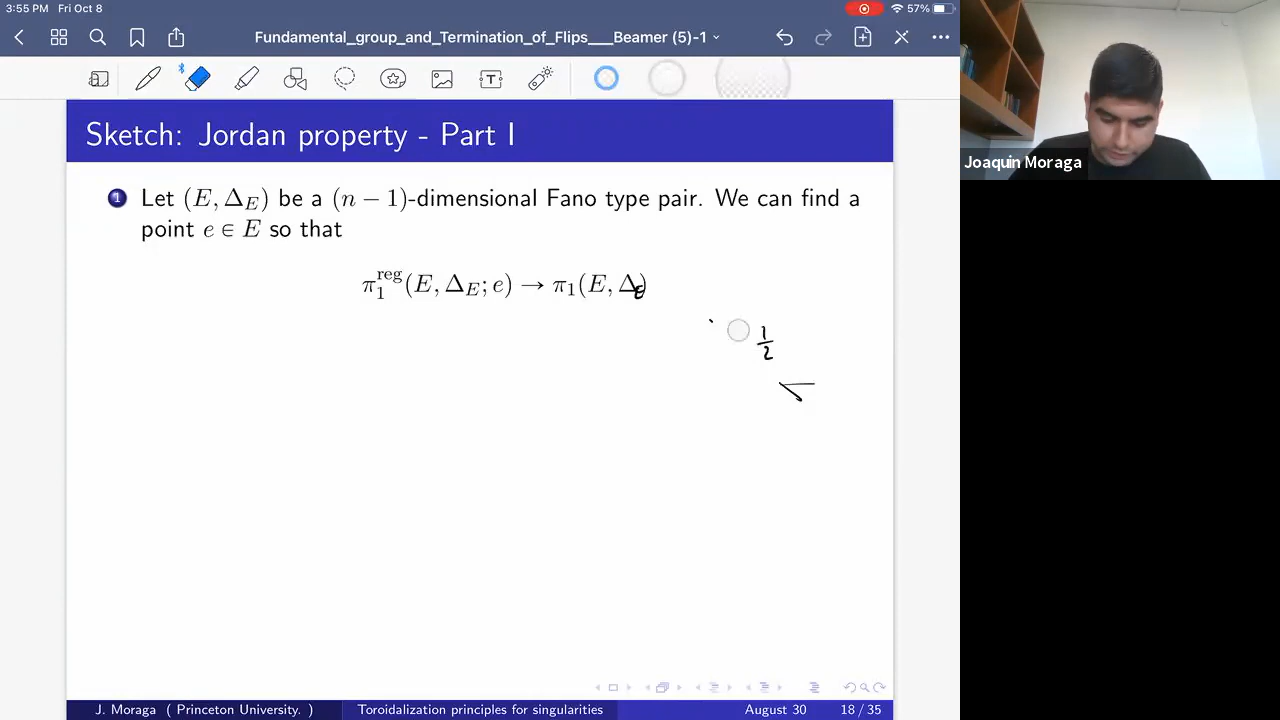 3:55 PM Fri Oct 8
57%
Fundamental_group_and_Termination_of_Flips___Beamer (5)-1
T
Joaquin Moraga
Sketch: Jordan property - Part I
1 Let (E, Δ_E) be a (n − 1)-dimensional Fano type pair. We can find a
point e ∈ E so that
π₁^reg(E, Δ_E; e) → π₁(E, Δ_E)
1/2
J. Moraga ( Princeton University. )
Toroidalization principles for singularities
August 30
18 / 35